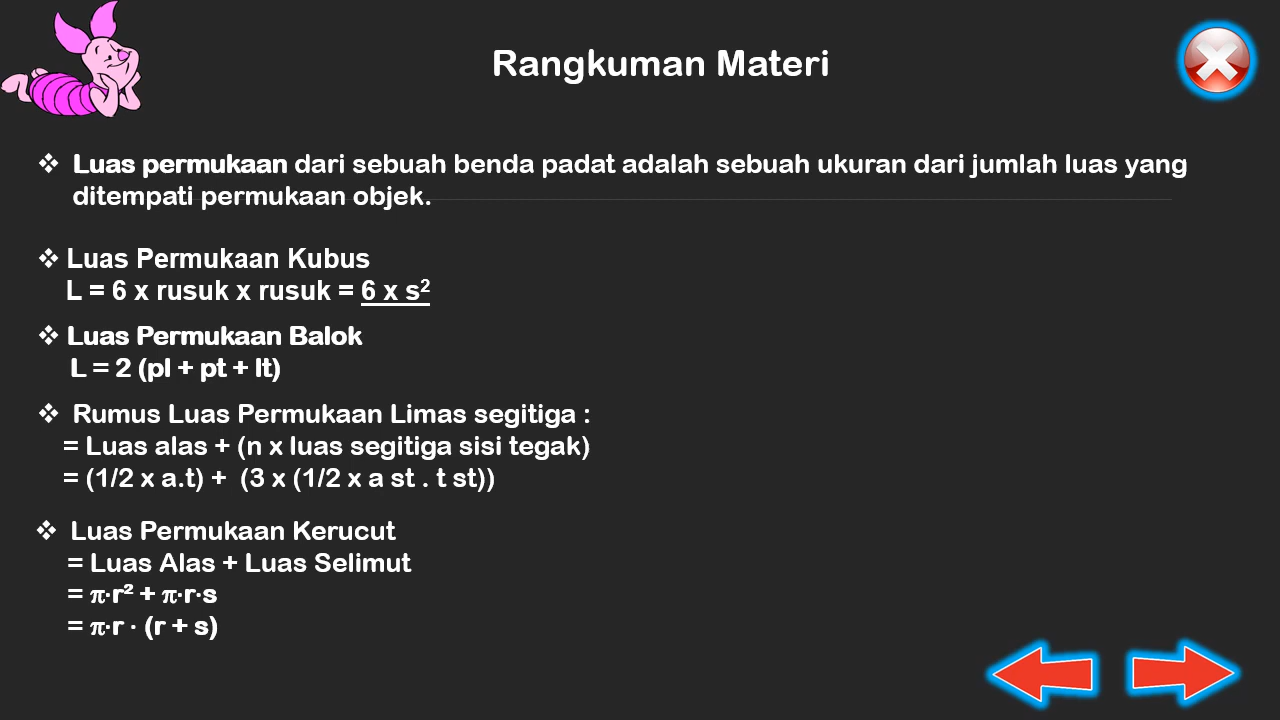 Rangkuman Materi
❖ Luas permukaan dari sebuah benda padat adalah sebuah ukuran dari jumlah luas yang
ditempati permukaan objek.
❖ Luas Permukaan Kubus
L = 6 x rusuk x rusuk = 6 x s²
❖ Luas Permukaan Balok
L = 2 (pl + pt + lt)
❖ Rumus Luas Permukaan Limas segitiga :
= Luas alas + (n x luas segitiga sisi tegak)
= (1/2 x a.t) + (3 x (1/2 x a st . t st))
❖ Luas Permukaan Kerucut
= Luas Alas + Luas Selimut
= π·r² + π·r·s
= π·r · (r + s)